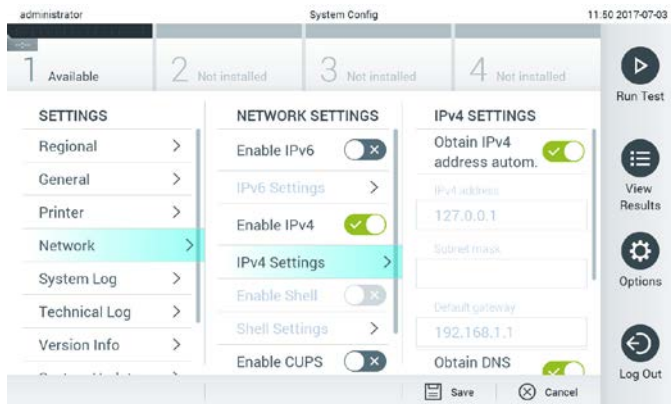 administrator
System Config
11:50 2017-07-03
1 Available
2 Not installed
3 Not installed
4 Not installed
Run Test
View
Results
Options
Log Out
SETTINGS
Regional
General
Printer
Network
System Log
Technical Log
Version Info
NETWORK SETTINGS
Enable IPv6
IPv6 Settings
Enable IPv4
IPv4 Settings
Enable Shell
Shell Settings
Enable CUPS
IPv4 SETTINGS
Obtain IPv4
address autom.
IPv4 address
127.0.0.1
Subnet mask
Default gateway
192.168.1.1
Obtain DNS
Save
Cancel